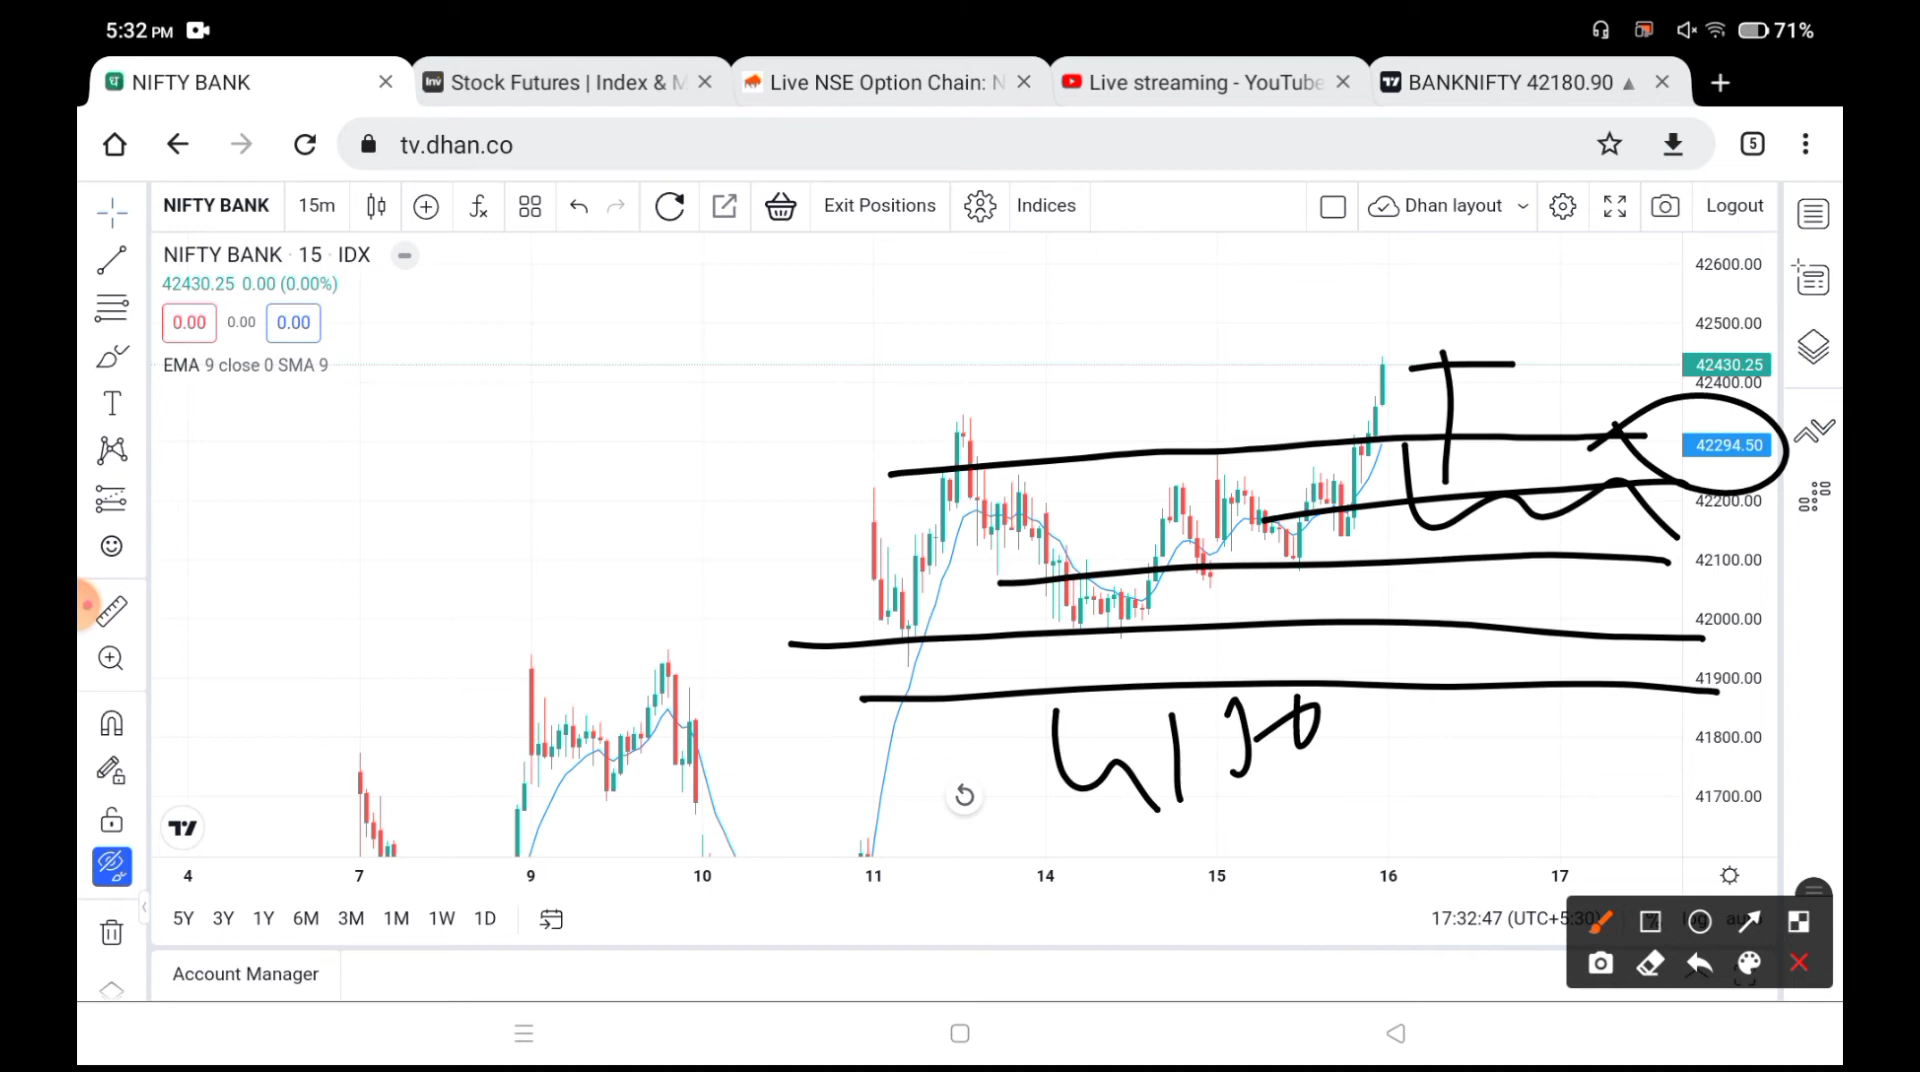 5:32 PM
71%
NIFTY BANK
Stock Futures | Index & M
Live NSE Option Chain: N
Live streaming - YouTube
BANKNIFTY 42180.90 ▲
tv.dhan.co
5
NIFTY BANK 15m Exit Positions Indices Dhan layout Logout
NIFTY BANK · 15 · IDX
42430.25 0.00 (0.00%)
0.00 0.00 0.00
EMA 9 close 0 SMA 9
42600.00
42500.00
42430.25
42400.00
42294.50
42200.00
42100.00
42000.00
41900.00
41800.00
41700.00
4 7 9 10 11 14 15 16 17
5Y 3Y 1Y 6M 3M 1M 1W 1D
17:32:47 (UTC+5:30)
Account Manager